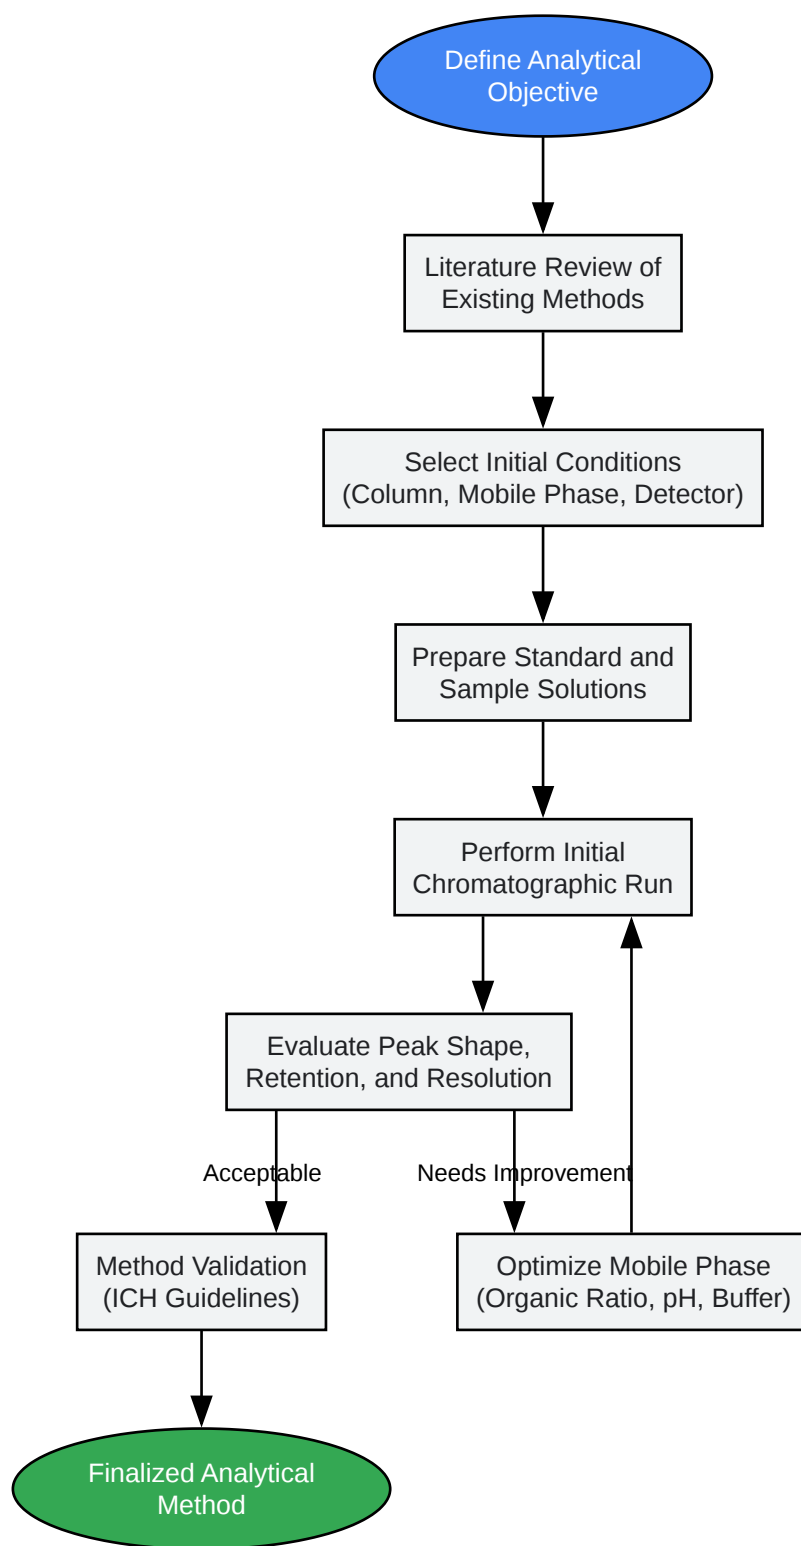 Define Analytical
Objective
Literature Review of
Existing Methods
Select Initial Conditions
(Column, Mobile Phase, Detector)
Prepare Standard and
Sample Solutions
Perform Initial
Chromatographic Run
Evaluate Peak Shape,
Retention, and Resolution
Acceptable
Needs Improvement
Method Validation
(ICH Guidelines)
Optimize Mobile Phase
(Organic Ratio, pH, Buffer)
Finalized Analytical
Method